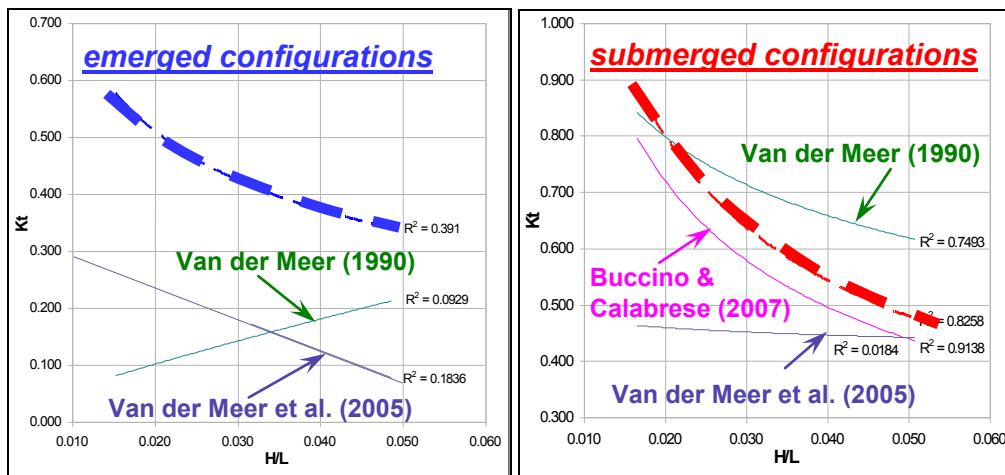 0.700
emerged configurations
0.600
0.500
0.400
Kt
R² = 0.391
0.300
Van der Meer (1990)
R² = 0.0929
0.200
0.100
R² = 0.1836
Van der Meer et al. (2005)
0.000
0.010 0.020 0.030 0.040 0.050 0.060
H/L
1.000
submerged configurations
0.900
0.800
Van der Meer (1990)
0.700
Kt
R² = 0.7493
0.600
Buccino &
Calabrese (2007)
0.500
R² = 0.8258
R² = 0.0184
R² = 0.9138
0.400
Van der Meer et al. (2005)
0.300
0.010 0.020 0.030 0.040 0.050 0.060
H/L